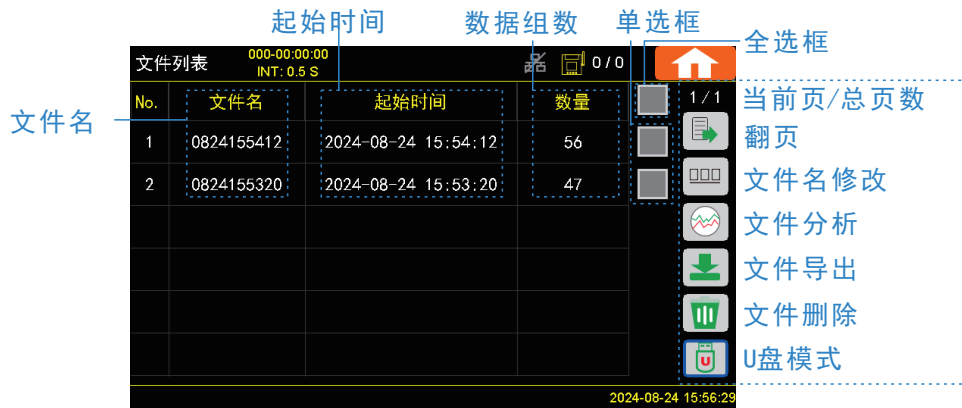 起始时间
数据组数
单选框
全选框
文件列表
000-00:00:00
INT: 0.5 S
0 / 0
No.
文件名
起始时间
数量
1 / 1
当前页/总页数
文件名
翻页
1
0824155412
2024-08-24 15:54:12
56
文件名修改
2
0824155320
2024-08-24 15:53:20
47
文件分析
文件导出
文件删除
U
U盘模式
2024-08-24 15:56:29